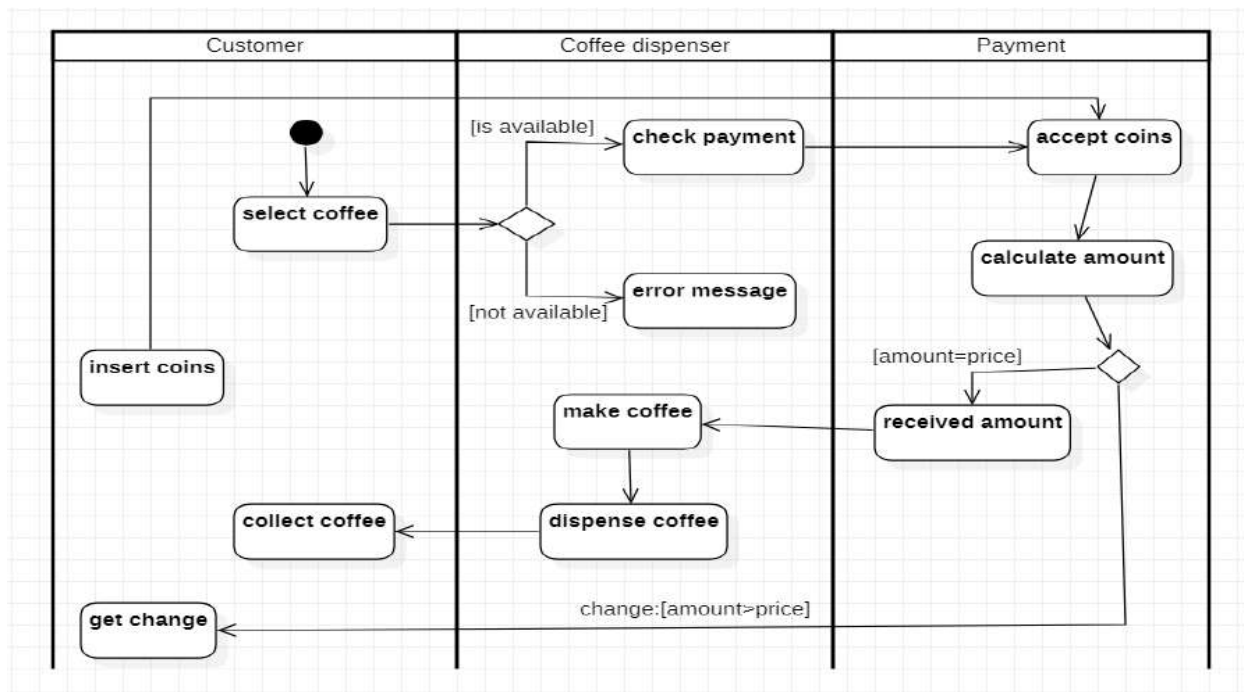 Customer
Coffee dispenser
Payment
[is available]
check payment
accept coins
select coffee
calculate amount
error message
[not available]
insert coins
[amount=price]
make coffee
received amount
collect coffee
dispense coffee
change:[amount>price]
get change